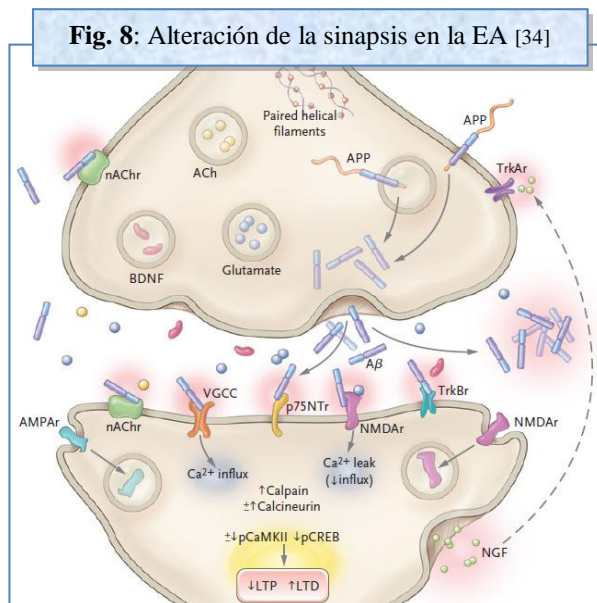 Fig. 8: Alteración de la sinapsis en la EA [34]
Paired helical
filaments
APP
APP
TrkAr
nAChr
ACh
BDNF
Glutamate
Aβ
VGCC
p75NTr
TrkBr
AMPAr
nAChr
NMDAr
NMDAr
Ca²⁺ influx
Ca²⁺ leak
(↓influx)
↑Calpain
±↑Calcineurin
±↓pCaMKII ↓pCREB
NGF
↓LTP ↑LTD